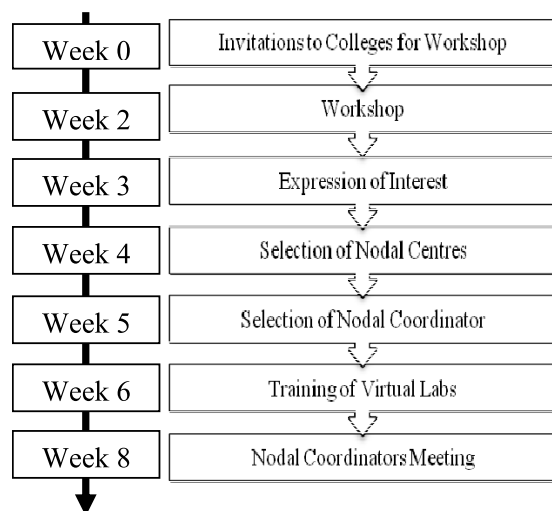 Week 0
Invitations to Colleges for Workshop
Week 2
Workshop
Week 3
Expression of Interest
Week 4
Selection of Nodal Centres
Week 5
Selection of Nodal Coordinator
Week 6
Training of Virtual Labs
Week 8
Nodal Coordinators Meeting